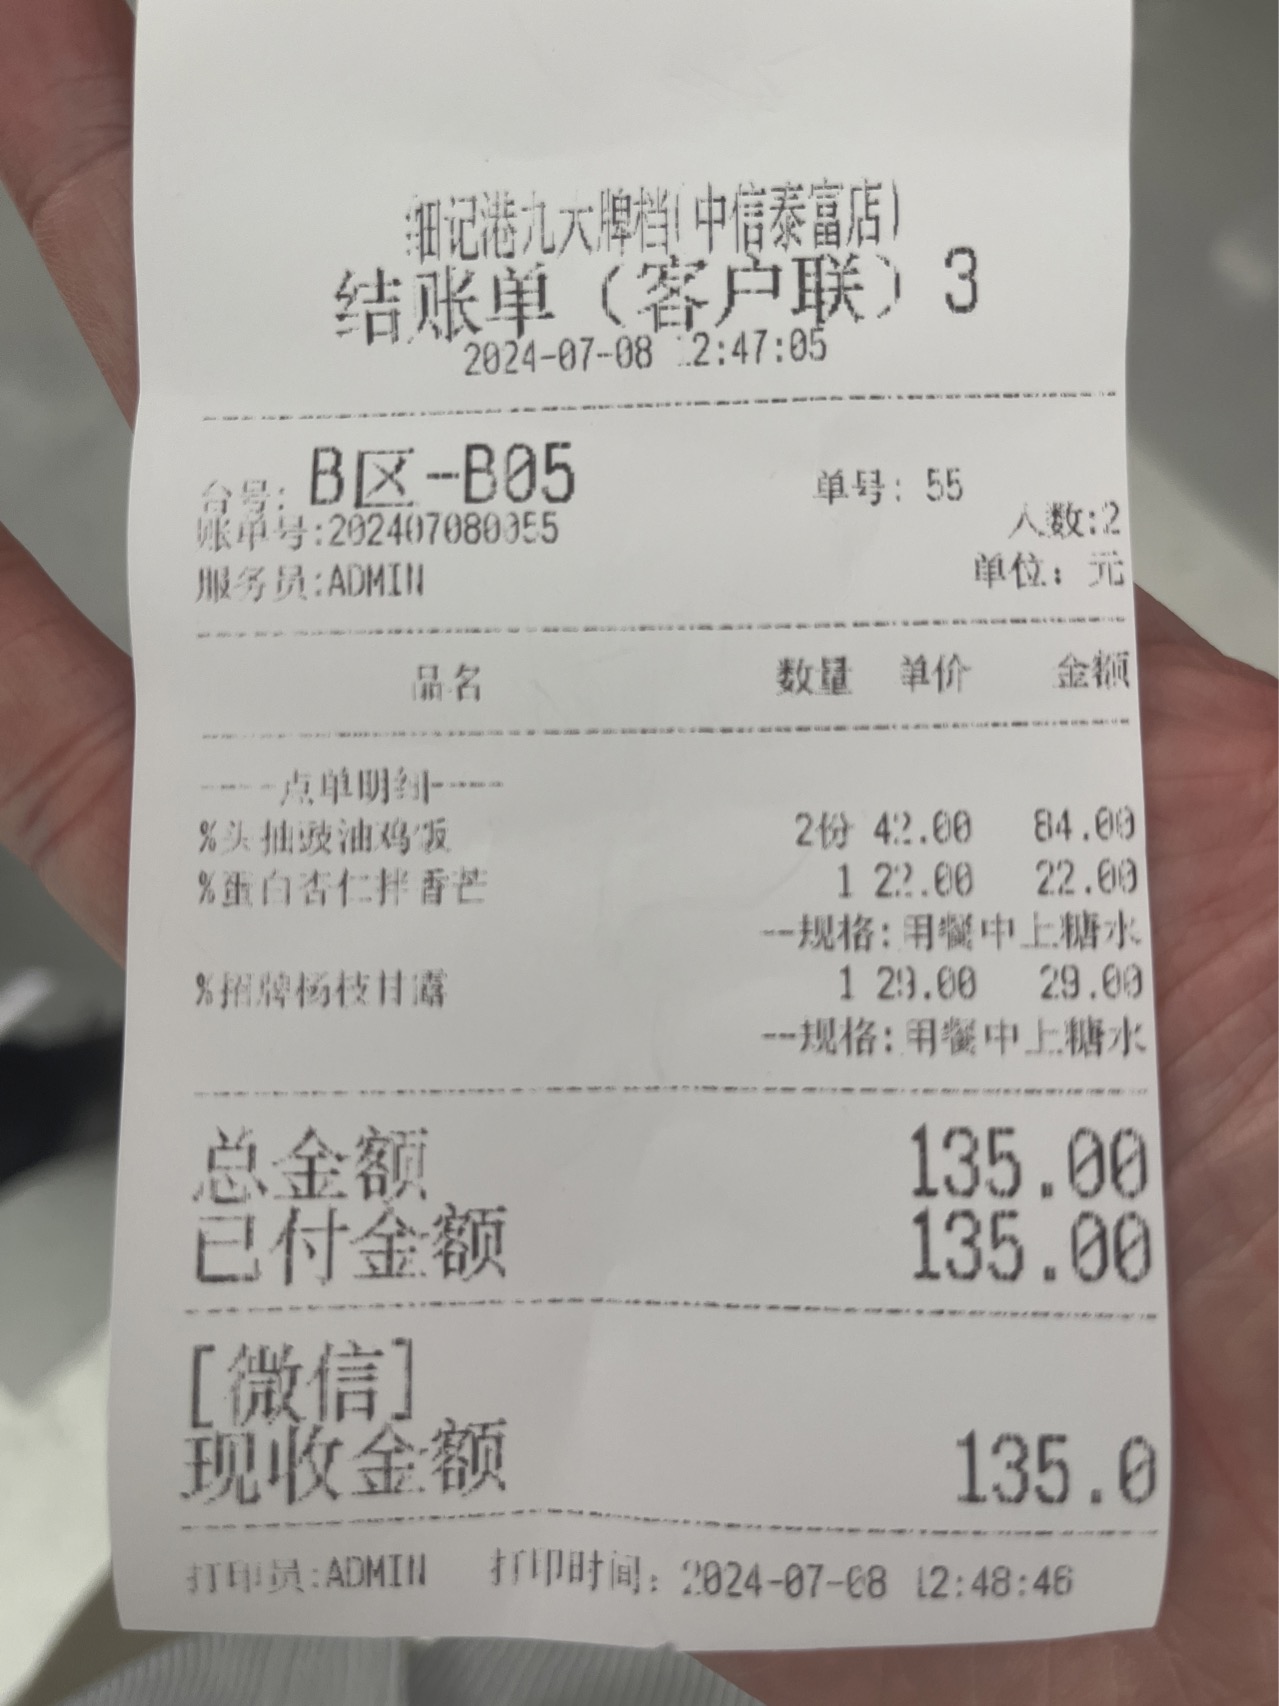 细记港九大牌档(中信泰富店)
结账单（客户联）3
2024-07-08 12:47:05
台号: B区-B05 单号: 55
账单号:202407080055 人数:2
服务员:ADMIN 单位: 元
品名 数量 单价 金额
----点单明细----
%头抽豉油鸡饭 2份 42.00 84.00
%蛋白杏仁拌香芒 1 22.00 22.00
--规格:用餐中上糖水
%招牌杨枝甘露 1 29.00 29.00
--规格:用餐中上糖水
总金额 135.00
已付金额 135.00
[微信]
现收金额 135.0
打印员:ADMIN 打印时间: 2024-07-08 12:48:46